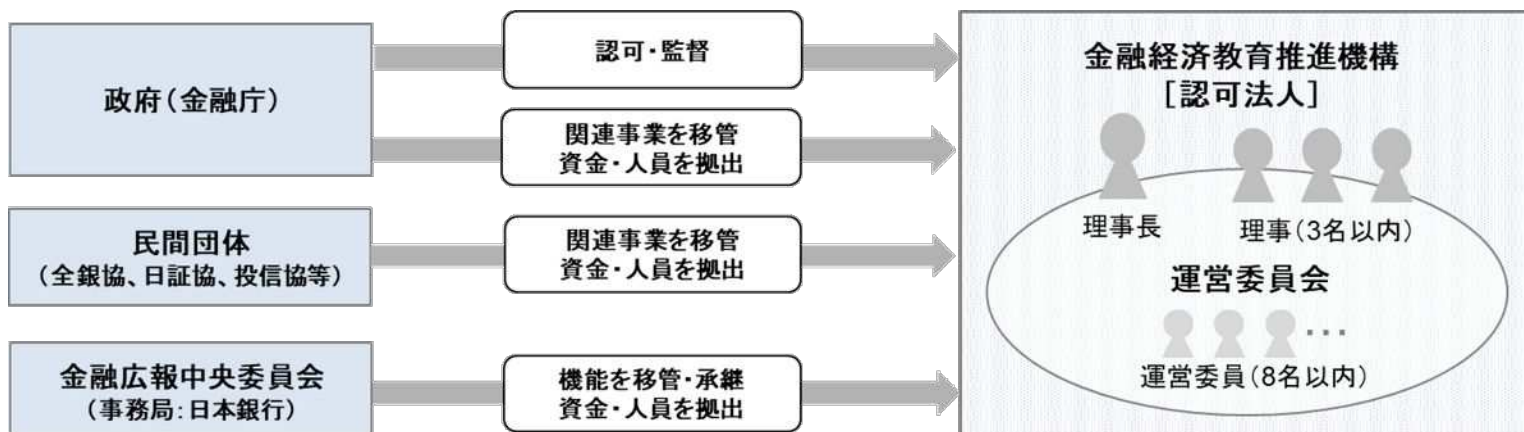 政府(金融庁)
認可・監督
関連事業を移管
資金・人員を拠出
民間団体
(全銀協、日証協、投信協等)
関連事業を移管
資金・人員を拠出
金融広報中央委員会
(事務局:日本銀行)
機能を移管・承継
資金・人員を拠出
金融経済教育推進機構
[認可法人]
理事長
理事(3名以内)
運営委員会
…
運営委員(8名以内)